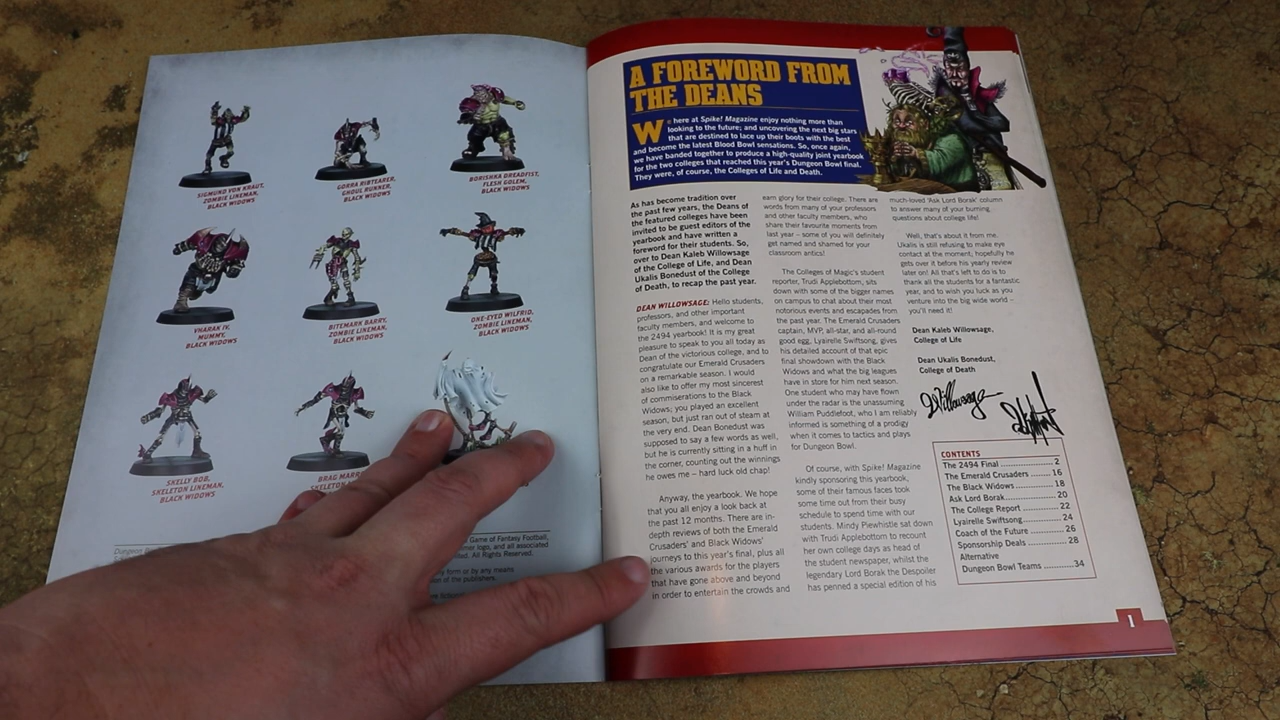 SIGMUND VON KRAUT,
ZOMBIE LINEMAN,
BLACK WIDOWS
GORBA RIBTEARER,
GHOUL RUNNER,
BLACK WIDOWS
BORISHKA DREADFIST,
FLESH GOLEM,
BLACK WIDOWS
VHARAK IV,
MUMMY,
BLACK WIDOWS
BITEMARK BARRY,
ZOMBIE LINEMAN,
BLACK WIDOWS
ONE-EYED WILFRID,
ZOMBIE LINEMAN,
BLACK WIDOWS
SKELLY BOB,
SKELETON LINEMAN,
BLACK WIDOWS
BRAG
SKELETON
Game of Fantasy Football,
logo, and all associated
All Rights Reserved.
form or by any means
of the publishers.
A FOREWORD FROM
THE DEANS
We here at Spike! Magazine enjoy nothing more than
looking to the future; and uncovering the next big stars
that are destined to lace up their boots with the best
and become the latest Blood Bowl sensations. So, once again,
we have banded together to produce a high-quality joint yearbook
for the two colleges that reached this year's Dungeon Bowl final.
They were, of course, the Colleges of Life and Death.
As has become tradition over
the past few years, the Deans of
the featured colleges have been
invited to be guest editors of the
yearbook and have written a
foreword for their students. So,
over to Dean Kaleb Willowsage
of the College of Life, and Dean
Ukalis Bonedust of the College
of Death, to recap the past year.
DEAN WILLOWSAGE: Hello students,
professors, and other important
faculty members, and welcome to
the 2494 yearbook! It is my great
pleasure to speak to you all today as
Dean of the victorious college, and to
congratulate our Emerald Crusaders
on a remarkable season. I would
also like to offer my most sincerest
of commiserations to the Black
Widows; you played an excellent
season, but just ran out of steam at
the very end. Dean Bonedust was
supposed to say a few words as well,
but he is currently sitting in a huff in
the corner, counting out the winnings
he owes me – hard luck old chap!
Anyway, the yearbook. We hope
that you all enjoy a look back at
the past 12 months. There are in-
depth reviews of both the Emerald
Crusaders' and Black Widows'
journeys to this year's final, plus all
the various awards for the players
that have gone above and beyond
in order to entertain the crowds and
earn glory for their college. There are
words from many of your professors
and other faculty members, who
share their favourite moments from
last year – some of you will definitely
get named and shamed for your
classroom antics!
The Colleges of Magic's student
reporter, Trudi Applebottom, sits
down with some of the bigger names
on campus to chat about their most
notorious events and escapades from
the past year. The Emerald Crusaders
captain, MVP, all-star, and all-round
good egg, Lyairelle Swiftsong, gives
his detailed account of that epic
final showdown with the Black
Widows and what the big leagues
have in store for him next season.
One student who may have flown
under the radar is the unassuming
William Puddlefoot, who I am reliably
informed is something of a prodigy
when it comes to tactics and plays
for Dungeon Bowl.
Of course, with Spike! Magazine
kindly sponsoring this yearbook,
some of their famous faces took
some time out from their busy
schedule to spend time with our
students. Mindy Piewhistle sat down
with Trudi Applebottom to recount
her own college days as head of
the student newspaper, whilst the
legendary Lord Borak the Despoiler
has penned a special edition of his
much-loved 'Ask Lord Borak' column
to answer many of your burning,
questions about college life!
Well, that's about it from me.
Ukalis is still refusing to make eye
contact at the moment; hopefully he
gets over it before his yearly review
later on! All that's left to do is to
thank all the students for a fantastic
year, and to wish you luck as you
venture into the big wide world –
you'll need it!
Dean Kaleb Willowsage,
College of Life
Dean Ukalis Bonedust,
College of Death
Willowsage
CONTENTS
The 2494 Final ............ 2
The Emerald Crusaders ...... 16
The Black Widows ........ 18
Ask Lord Borak ........ 20
The College Report ........ 22
Lyairelle Swiftsong ........ 24
Coach of the Future ........ 26
Sponsorship Deals ........ 28
Alternative
Dungeon Bowl Teams ........ 34
1